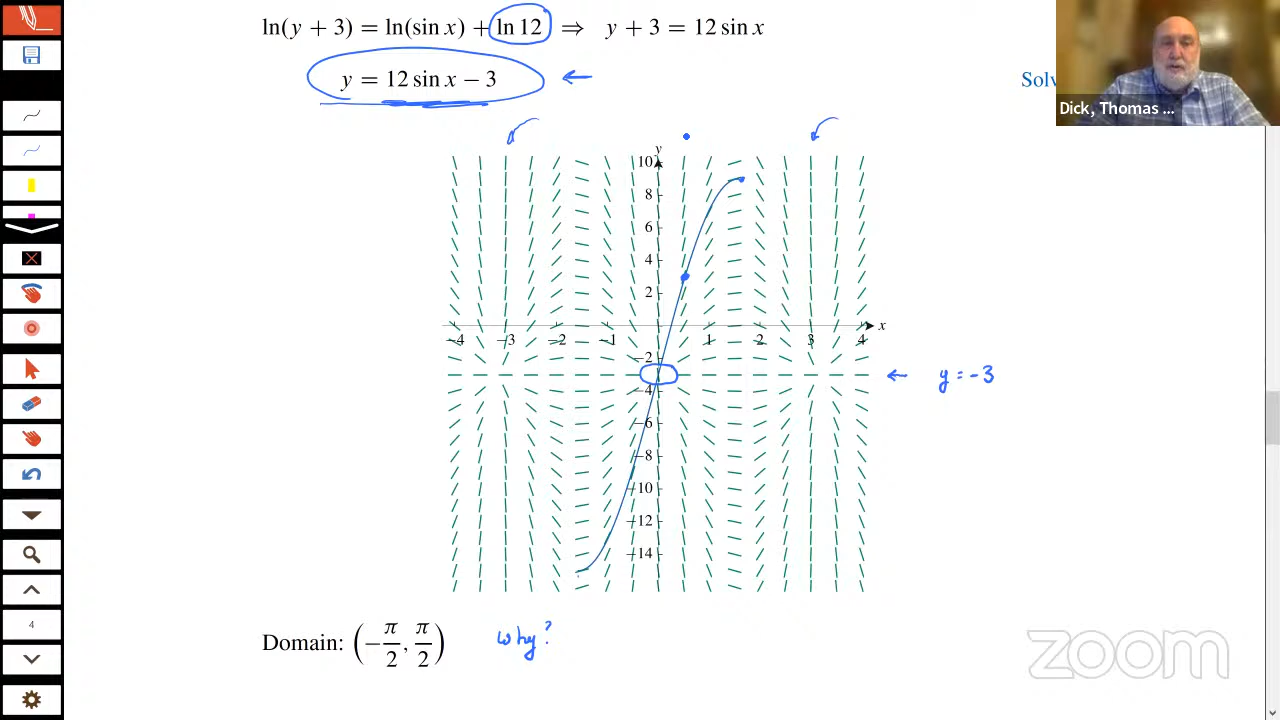 ln(y + 3) = ln(sin x) + ln 12 ⇒ y + 3 = 12 sin x
y = 12 sin x − 3 ←
Solv
Dick, Thomas ...
y
10
8
6
4
2
−4 −3 −2 −1 1 2 3 4 x
−2
← y = −3
−4
−6
−8
−10
−12
−14
Domain: (−π/2, π/2) why?
4
zoom